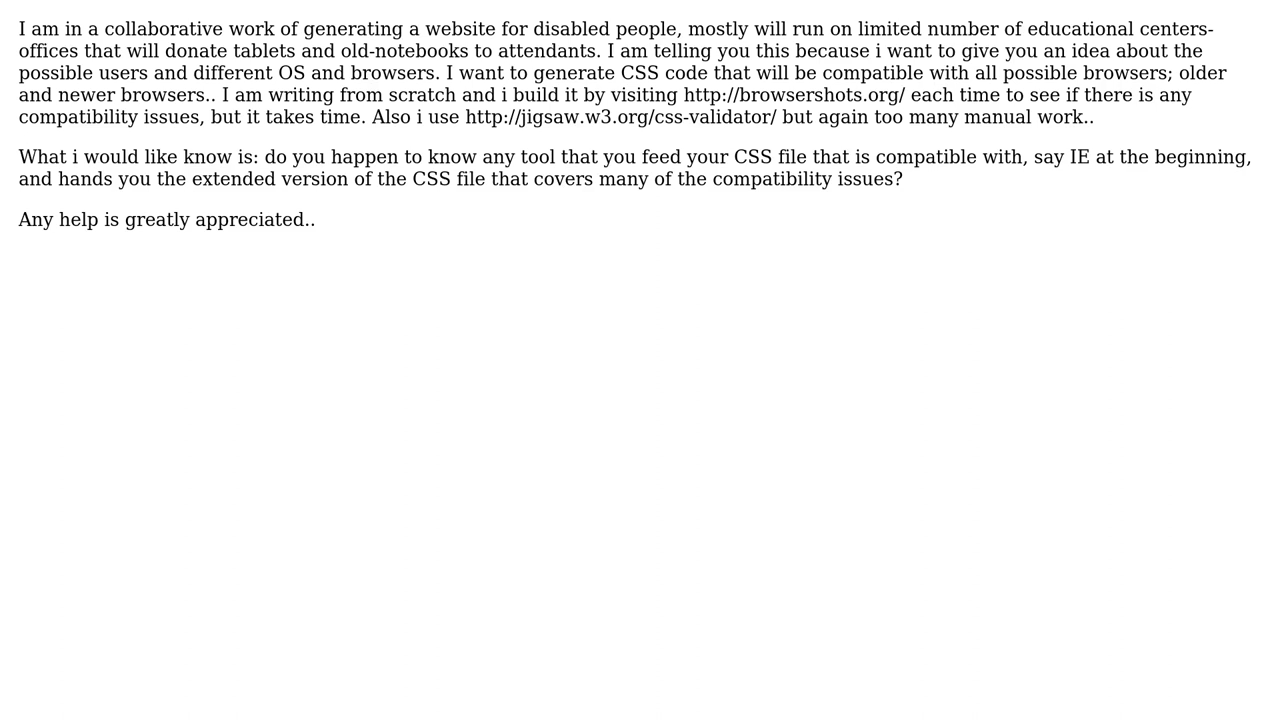 I am in a collaborative work of generating a website for disabled people, mostly will run on limited number of educational centers-
offices that will donate tablets and old-notebooks to attendants. I am telling you this because i want to give you an idea about the
possible users and different OS and browsers. I want to generate CSS code that will be compatible with all possible browsers; older
and newer browsers.. I am writing from scratch and i build it by visiting http://browsershots.org/ each time to see if there is any
compatibility issues, but it takes time. Also i use http://jigsaw.w3.org/css-validator/ but again too many manual work..
What i would like know is: do you happen to know any tool that you feed your CSS file that is compatible with, say IE at the beginning,
and hands you the extended version of the CSS file that covers many of the compatibility issues?
Any help is greatly appreciated..